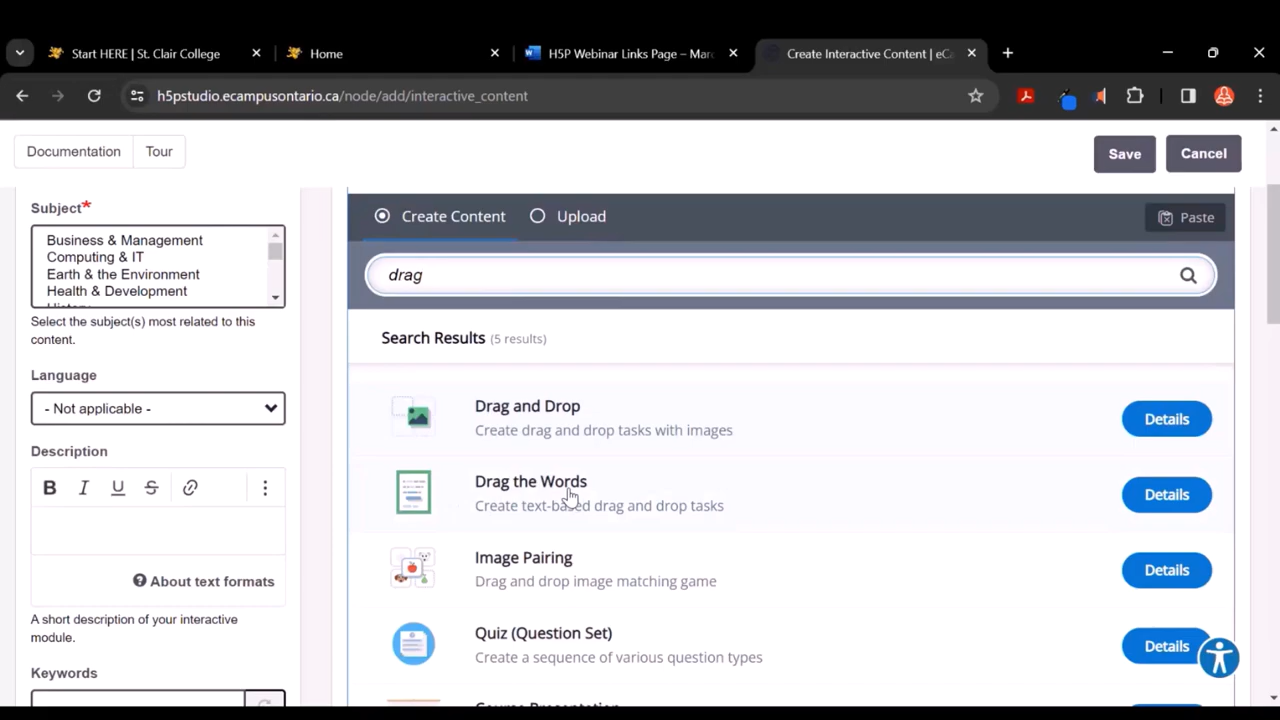 Start HERE | St. Clair College
Home
H5P Webinar Links Page – Marc
Create Interactive Content | eCa
h5pstudio.ecampusontario.ca/node/add/interactive_content
Documentation
Tour
Save
Cancel
Subject*
Business & Management
Computing & IT
Earth & the Environment
Health & Development
Select the subject(s) most related to this
content.
Language
- Not applicable -
Description
B I U S
About text formats
A short description of your interactive
module.
Keywords
Create Content
Upload
Paste
drag
Search Results (5 results)
Drag and Drop
Create drag and drop tasks with images
Details
Drag the Words
Create text-based drag and drop tasks
Details
Image Pairing
Drag and drop image matching game
Details
Quiz (Question Set)
Create a sequence of various question types
Details